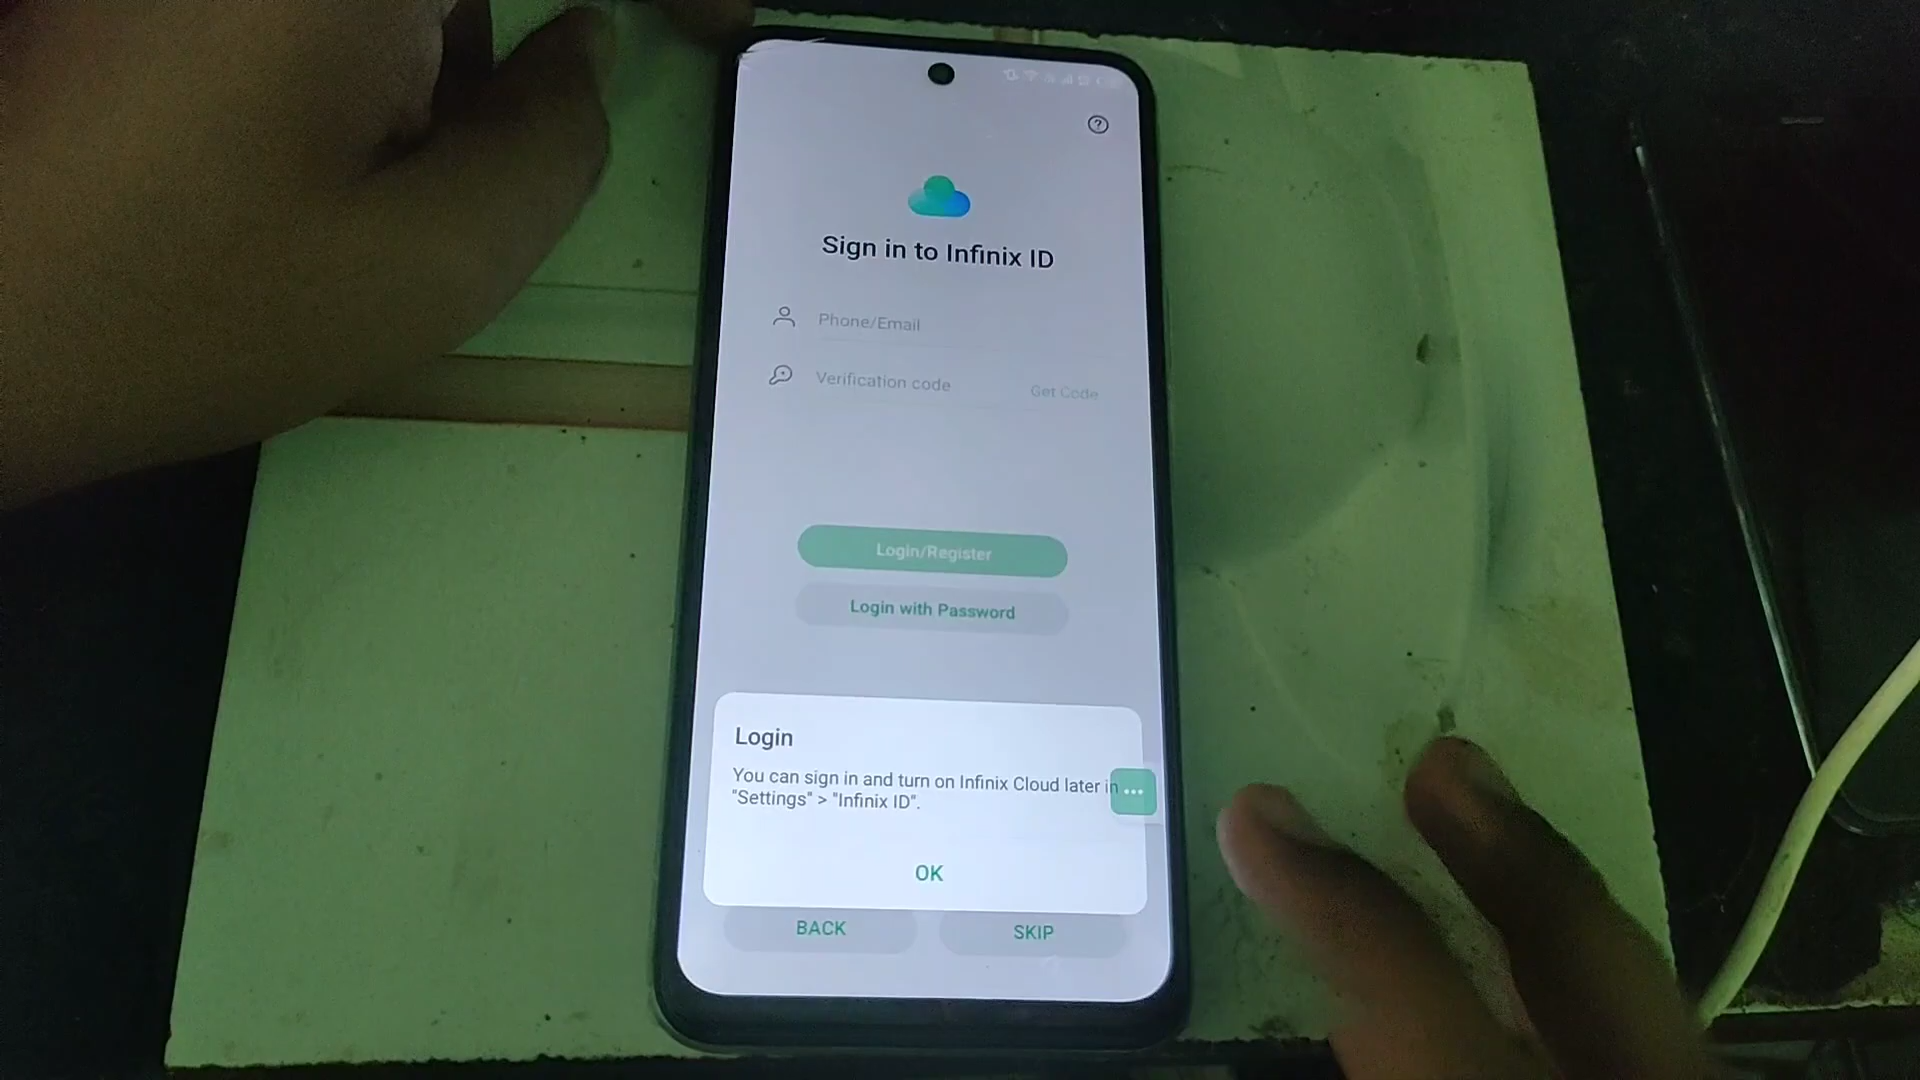 Sign in to Infinix ID
Phone/Email
Verification code
Get Code
Login/Register
Login with Password
Login
You can sign in and turn on Infinix Cloud later in
"Settings" > "Infinix ID".
OK
BACK
SKIP